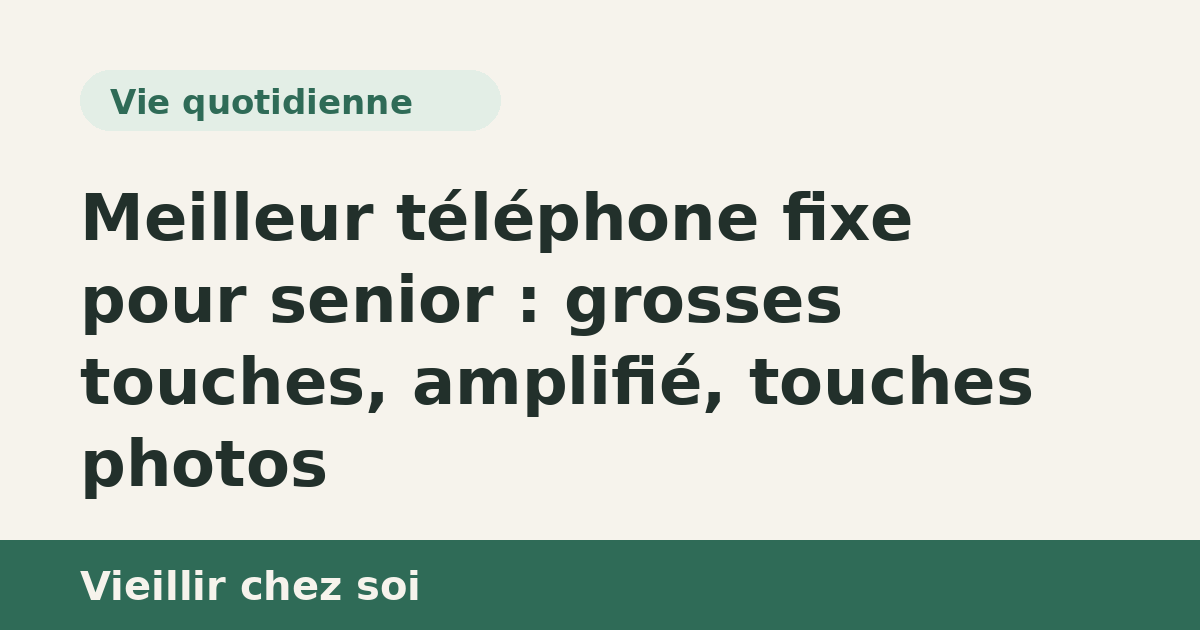 Vie quotidienne
Meilleur téléphone fixe
pour senior : grosses
touches, amplifié, touches
photos
Vieillir chez soi